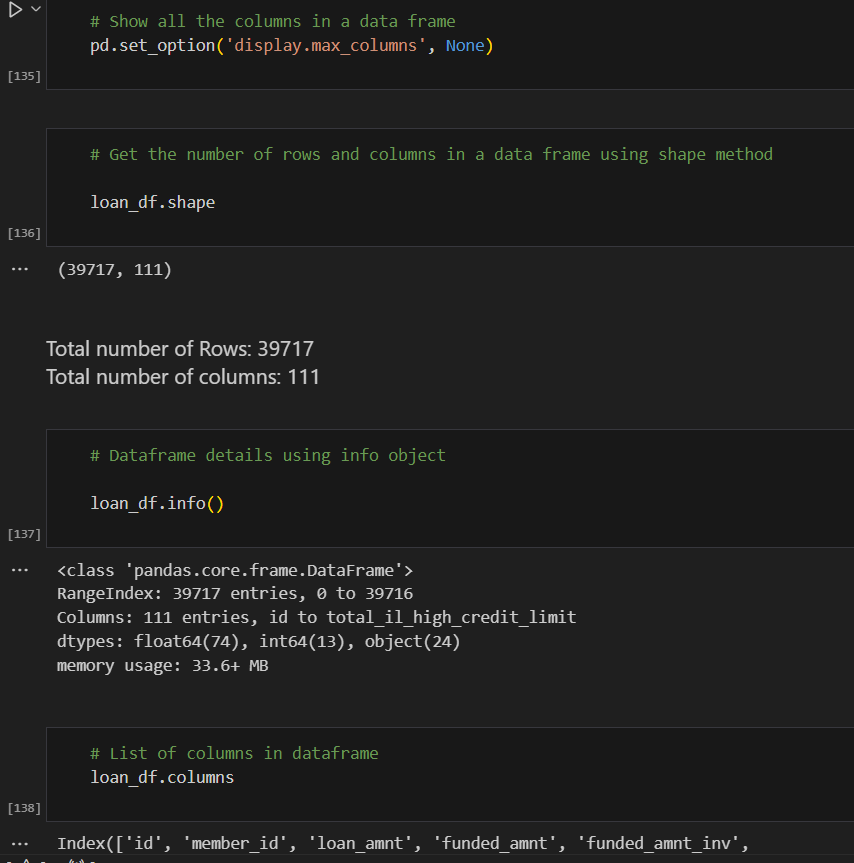 # Show all the columns in a data frame
pd.set_option('display.max_columns', None)
[135]
# Get the number of rows and columns in a data frame using shape method
loan_df.shape
[136]
(39717, 111)
Total number of Rows: 39717
Total number of columns: 111
# Dataframe details using info object
loan_df.info()
[137]
<class 'pandas.core.frame.DataFrame'>
RangeIndex: 39717 entries, 0 to 39716
Columns: 111 entries, id to total_il_high_credit_limit
dtypes: float64(74), int64(13), object(24)
memory usage: 33.6+ MB
# List of columns in dataframe
loan_df.columns
[138]
Index(['id', 'member_id', 'loan_amnt', 'funded_amnt', 'funded_amnt_inv',